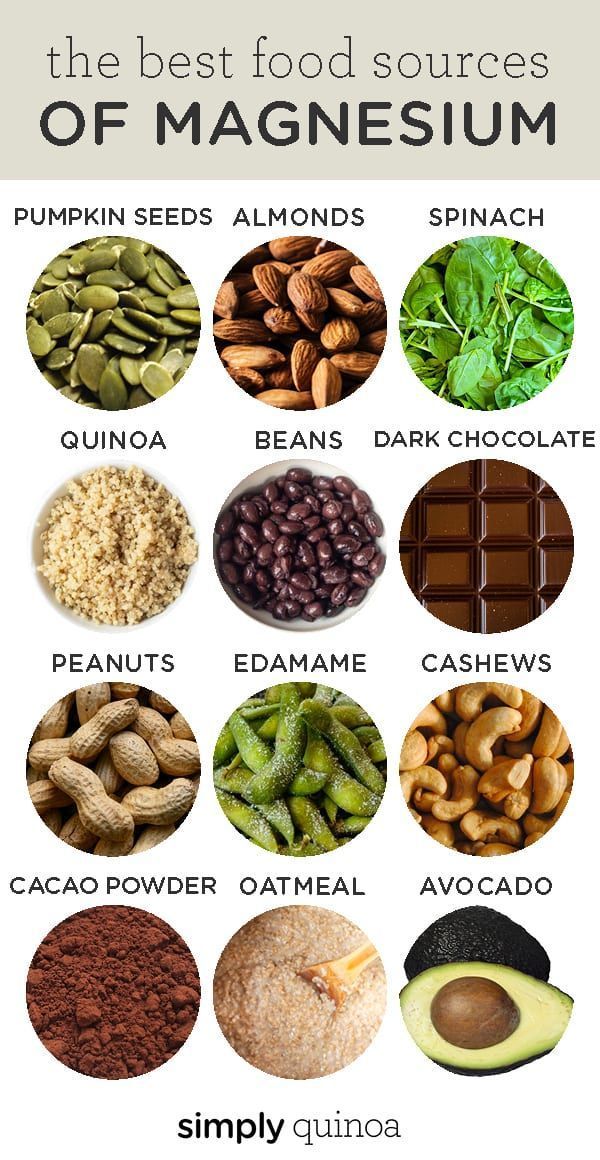 the best food sources
OF MAGNESIUM
PUMPKIN SEEDS ALMONDS SPINACH
QUINOA BEANS DARK CHOCOLATE
PEANUTS EDAMAME CASHEWS
CACAO POWDER OATMEAL AVOCADO
simply quinoa